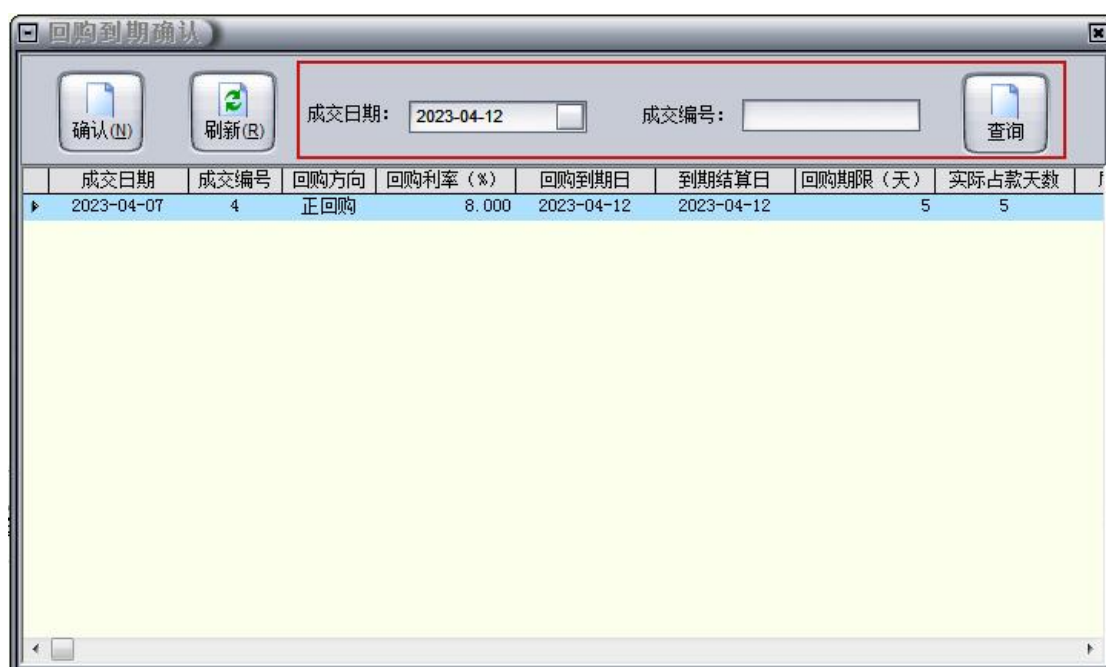 回购到期确认
确认(N) 刷新(R) 成交日期: 2023-04-12 成交编号: 查询
成交日期 成交编号 回购方向 回购利率(%) 回购到期日 到期结算日 回购期限(天) 实际占款天数
2023-04-07 4 正回购 8.000 2023-04-12 2023-04-12 5 5